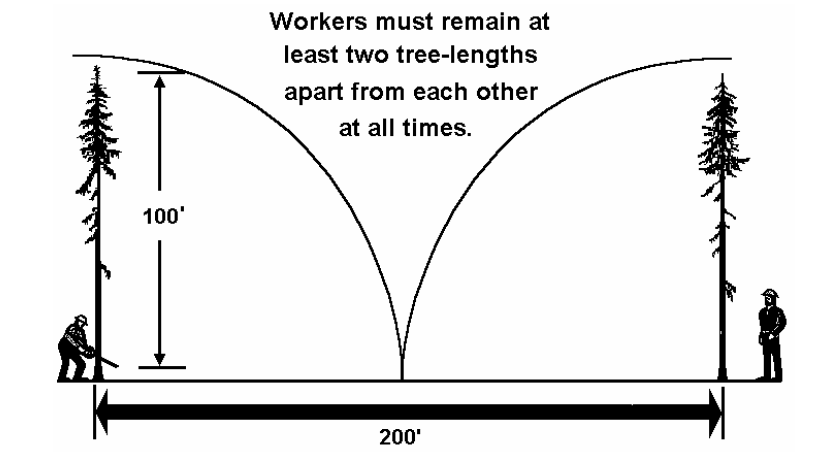 Workers must remain at
least two tree-lengths
apart from each other
at all times.
100'
200'